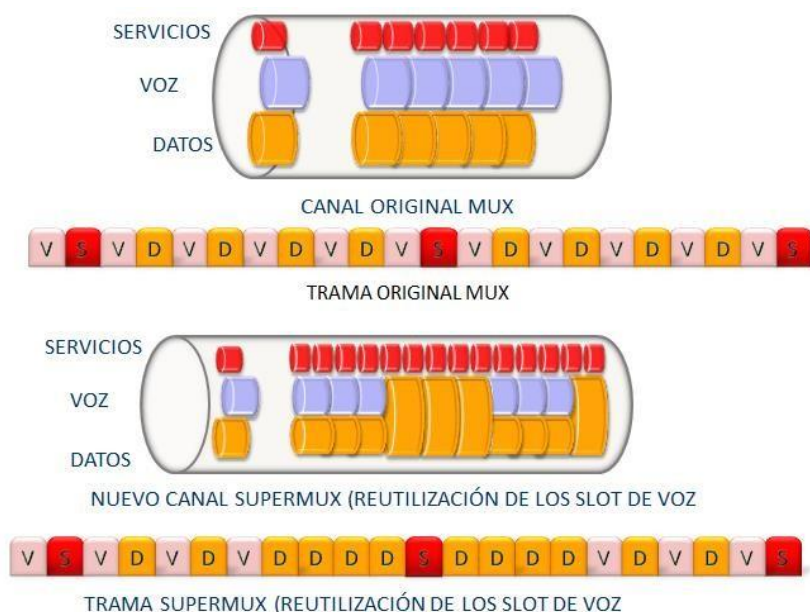 SERVICIOS
VOZ
DATOS
CANAL ORIGINAL MUX
V S V D V D V D V D V S V D V D V D V D V S
TRAMA ORIGINAL MUX
SERVICIOS
VOZ
DATOS
NUEVO CANAL SUPERMUX (REUTILIZACIÓN DE LOS SLOT DE VOZ
V S V D V D V D D D D S D D D D V D V D V S
TRAMA SUPERMUX (REUTILIZACIÓN DE LOS SLOT DE VOZ